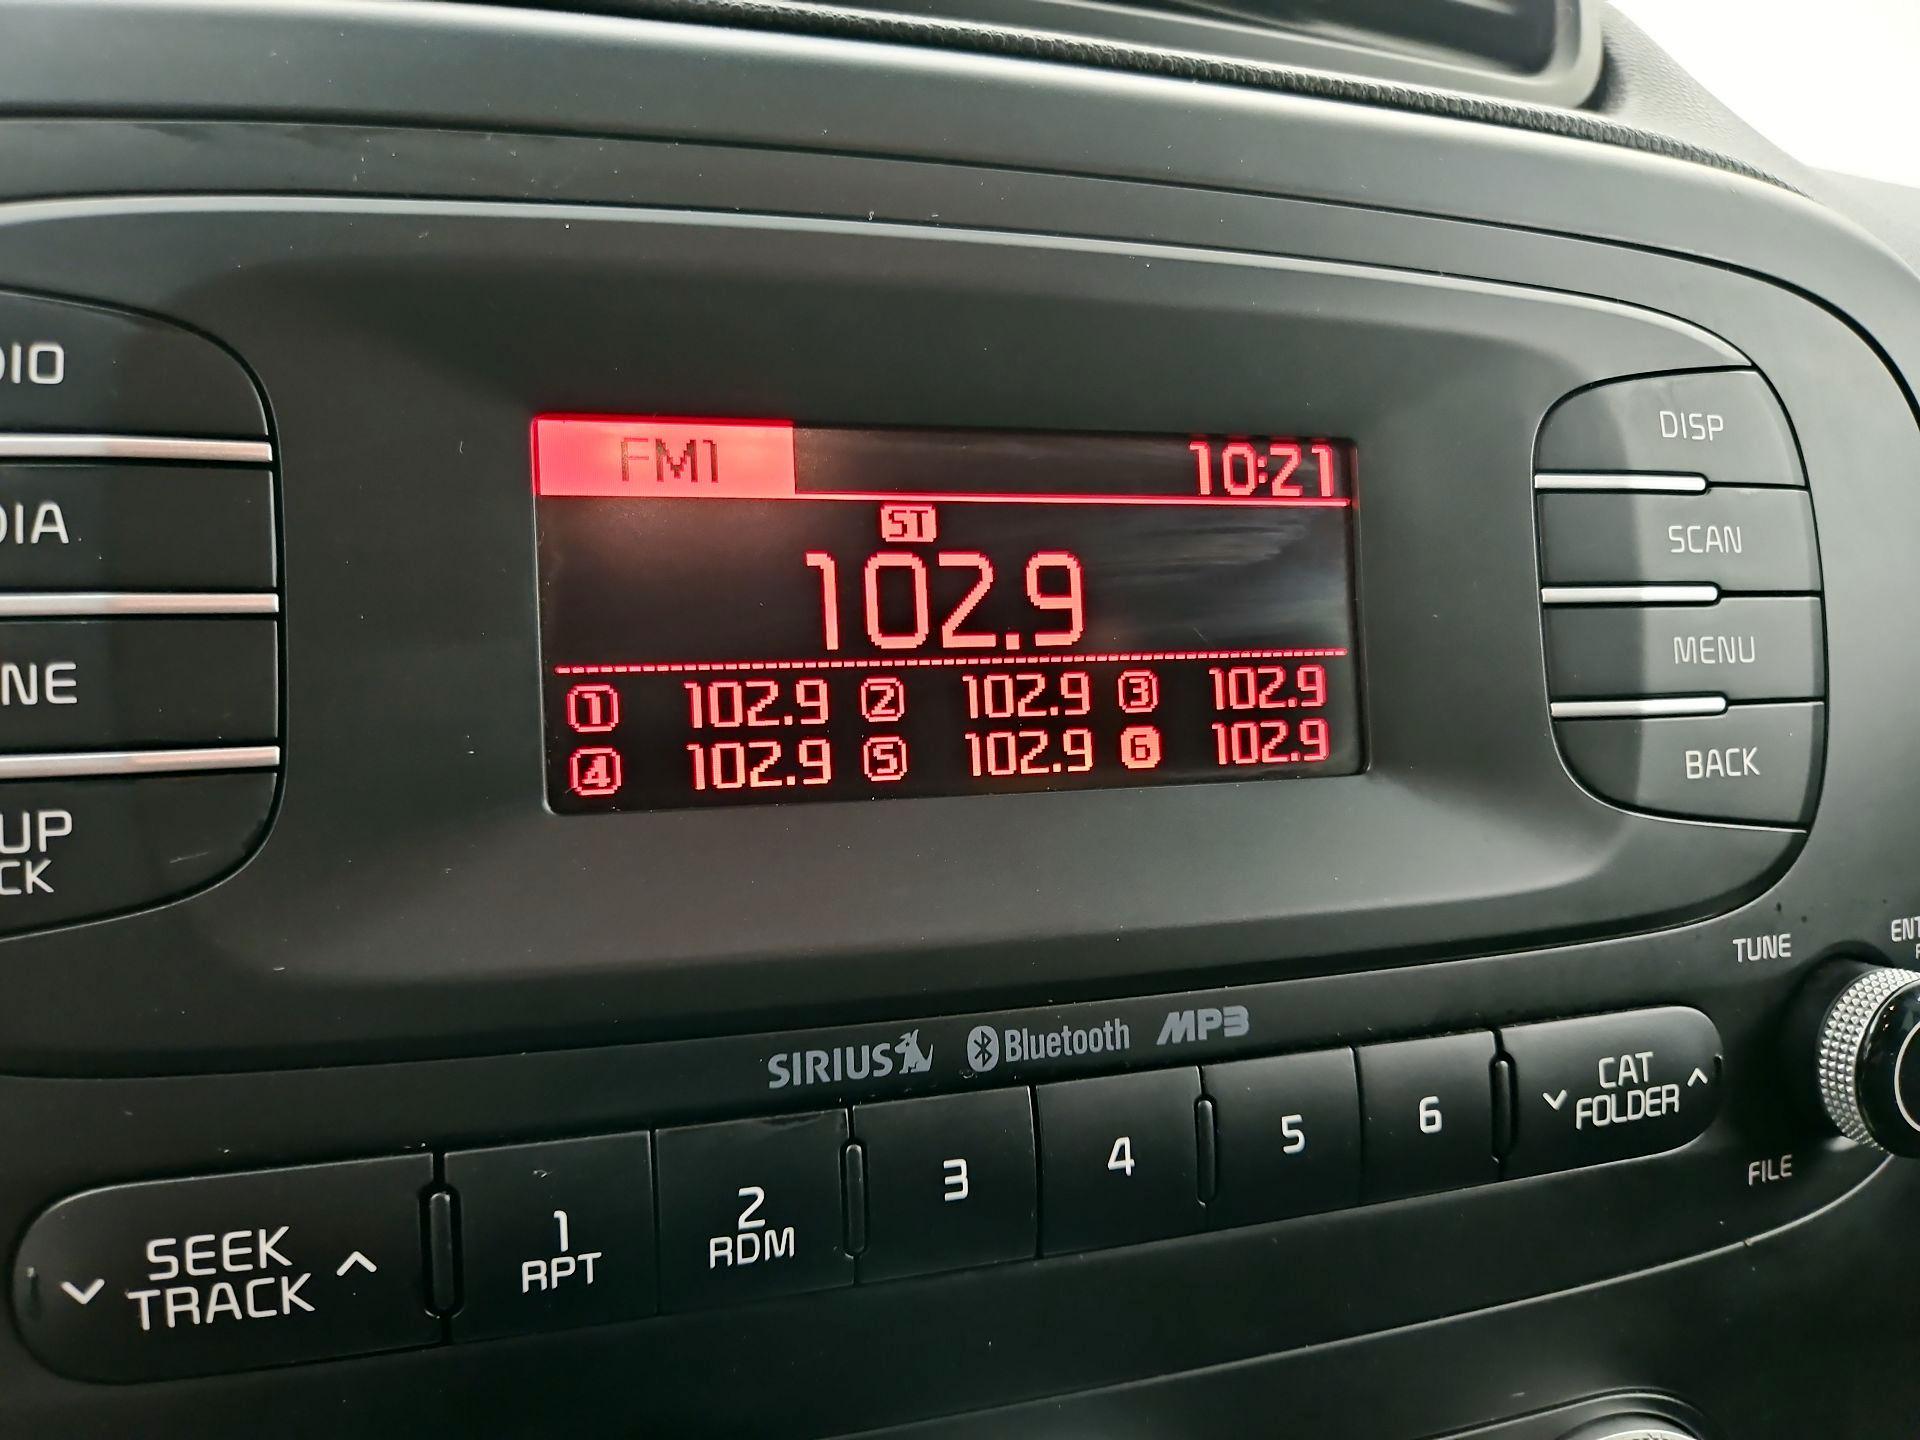 DIO
DIA
NE
UP
CK
FM1 10:21
ST
102.9
1 102.9 2 102.9 3 102.9
4 102.9 5 102.9 6 102.9
DISP
SCAN
MENU
BACK
TUNE
ENT
FILE
SIRIUS Bluetooth MP3
SEEK
TRACK
1
RPT
2
RDM
3
4
5
6
CAT
FOLDER